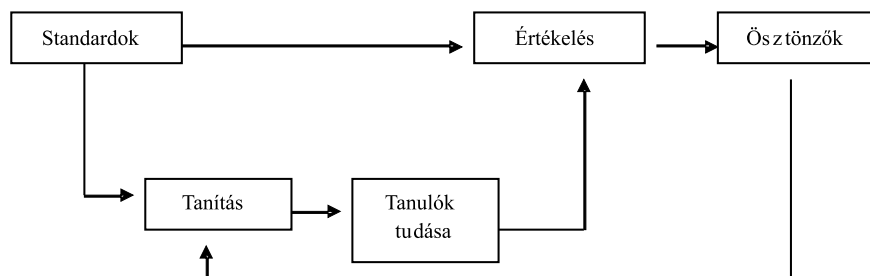 Standardok
Értékelés
Ösztönzők
Tanítás
Tanulók
tudása